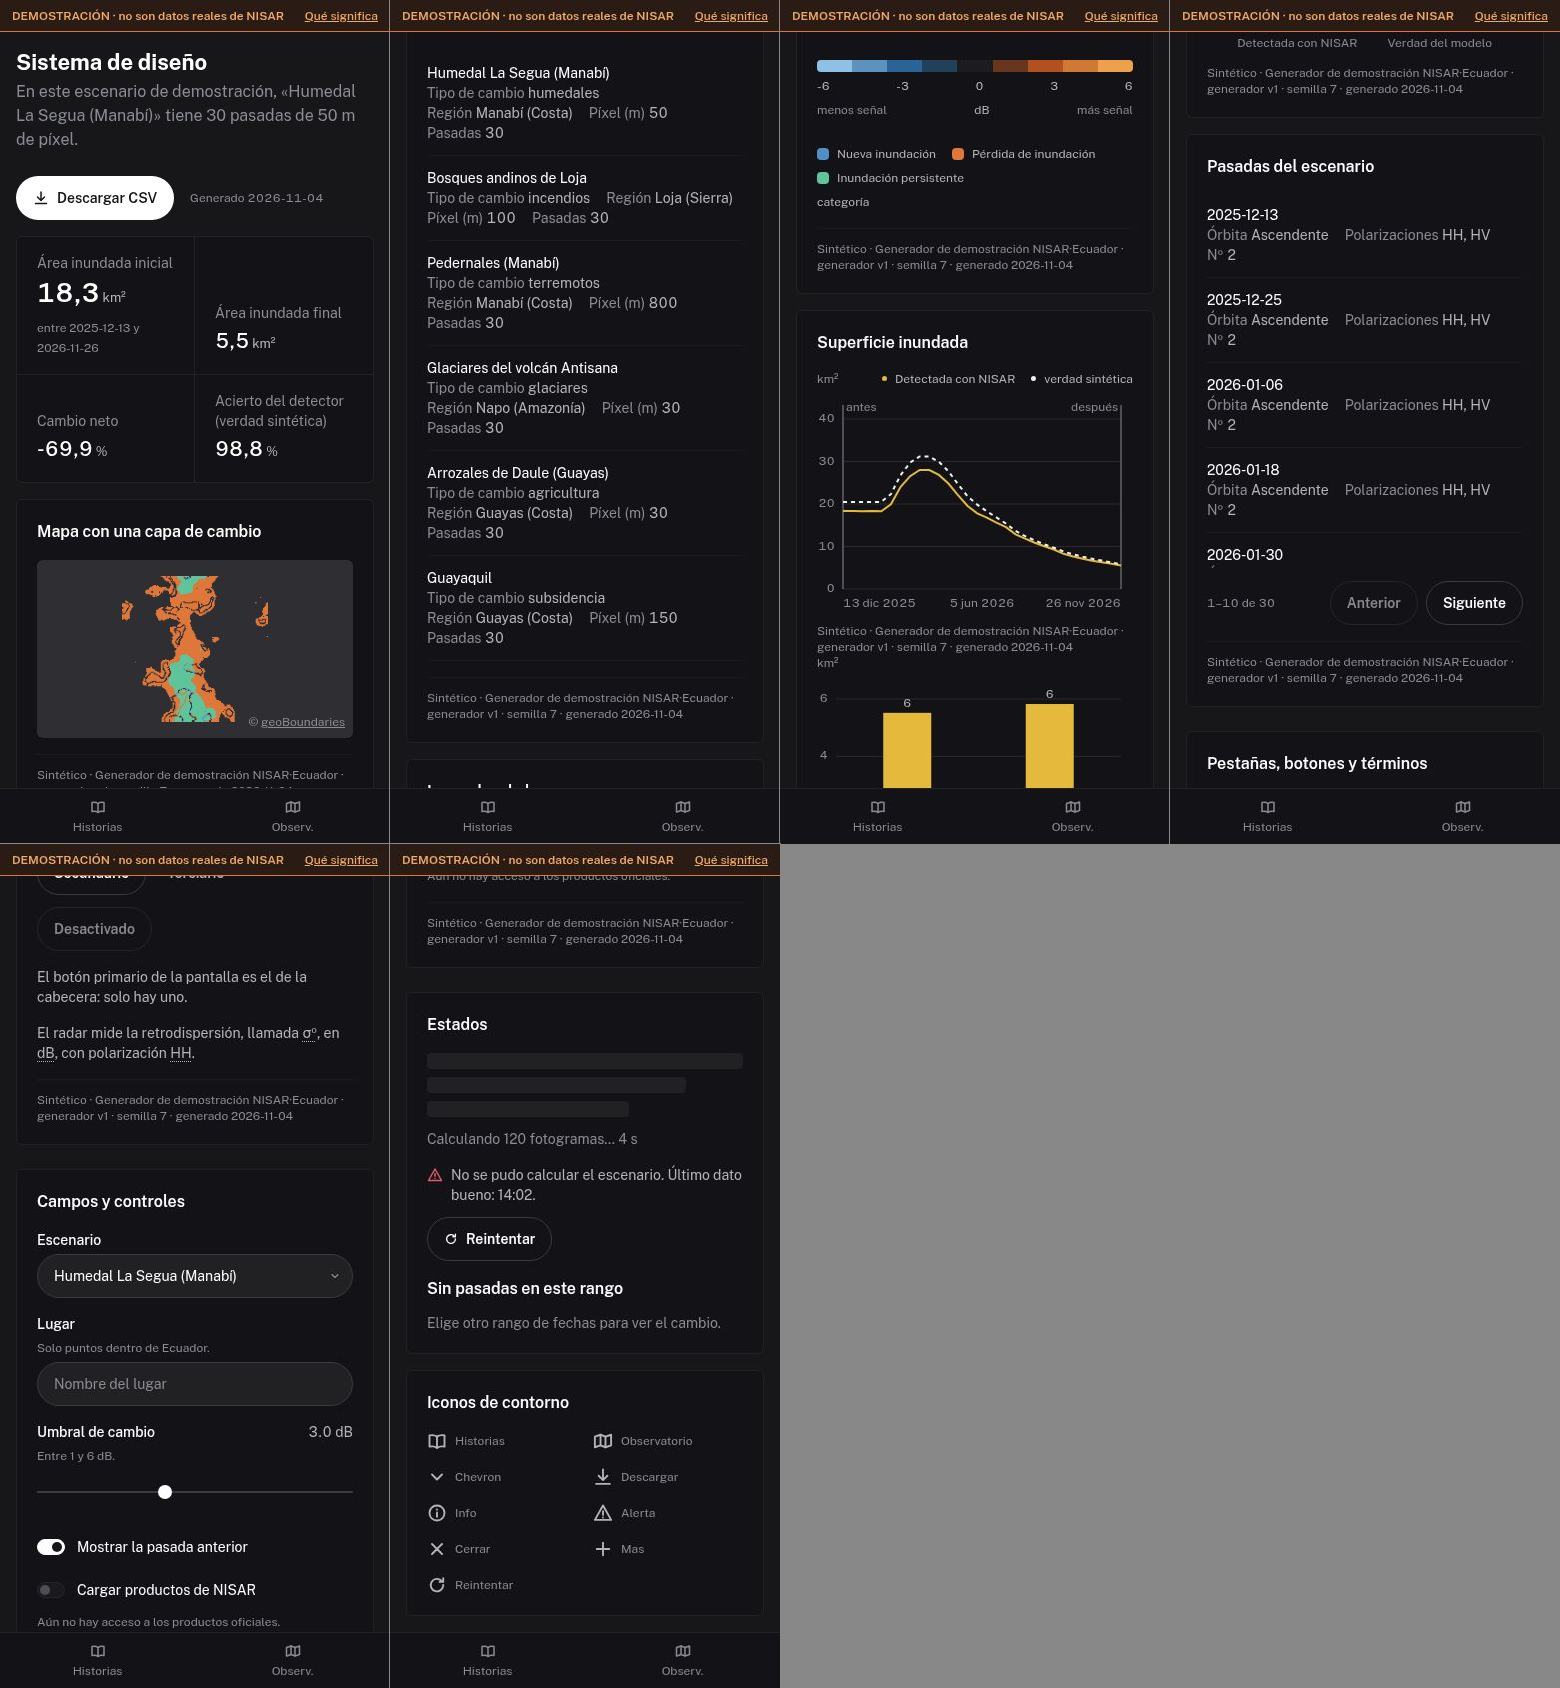 DEMOSTRACIÓN · no son datos reales de NISAR Qué significa
Sistema de diseño
En este escenario de demostración, «Humedal
La Segua (Manabí)» tiene 30 pasadas de 50 m
de píxel.
Descargar CSV Generado 2026-11-04
Área inundada inicial
18,3 km²
entre 2025-12-13 y
2026-11-26
Área inundada final
5,5 km²
Cambio neto
-69,9 %
Acierto del detector
(verdad sintética)
98,8 %
Mapa con una capa de cambio
© geoBoundaries
Sintético · Generador de demostración NISAR·Ecuador ·
Historias Observ.
DEMOSTRACIÓN · no son datos reales de NISAR Qué significa
Humedal La Segua (Manabí)
Tipo de cambio humedales
Región Manabí (Costa) Píxel (m) 50
Pasadas 30
Bosques andinos de Loja
Tipo de cambio incendios Región Loja (Sierra)
Píxel (m) 100 Pasadas 30
Pedernales (Manabí)
Tipo de cambio terremotos
Región Manabí (Costa) Píxel (m) 800
Pasadas 30
Glaciares del volcán Antisana
Tipo de cambio glaciares
Región Napo (Amazonía) Píxel (m) 30
Pasadas 30
Arrozales de Daule (Guayas)
Tipo de cambio agricultura
Región Guayas (Costa) Píxel (m) 30
Pasadas 30
Guayaquil
Tipo de cambio subsidencia
Región Guayas (Costa) Píxel (m) 150
Pasadas 30
Sintético · Generador de demostración NISAR·Ecuador ·
generador v1 · semilla 7 · generado 2026-11-04
Historias Observ.
DEMOSTRACIÓN · no son datos reales de NISAR Qué significa
-6 -3 0 3 6
menos señal dB más señal
Nueva inundación Pérdida de inundación
Inundación persistente
categoría
Sintético · Generador de demostración NISAR·Ecuador ·
generador v1 · semilla 7 · generado 2026-11-04
Superficie inundada
km² Detectada con NISAR verdad sintética
antes después
40
30
20
10
0
13 dic 2025 5 jun 2026 26 nov 2026
Sintético · Generador de demostración NISAR·Ecuador ·
generador v1 · semilla 7 · generado 2026-11-04
km²
6 6 6
4
Historias Observ.
DEMOSTRACIÓN · no son datos reales de NISAR Qué significa
Detectada con NISAR Verdad del modelo
Sintético · Generador de demostración NISAR·Ecuador ·
generador v1 · semilla 7 · generado 2026-11-04
Pasadas del escenario
2025-12-13
Órbita Ascendente Polarizaciones HH, HV
Nº 2
2025-12-25
Órbita Ascendente Polarizaciones HH, HV
Nº 2
2026-01-06
Órbita Ascendente Polarizaciones HH, HV
Nº 2
2026-01-18
Órbita Ascendente Polarizaciones HH, HV
Nº 2
2026-01-30
1–10 de 30 Anterior Siguiente
Sintético · Generador de demostración NISAR·Ecuador ·
generador v1 · semilla 7 · generado 2026-11-04
Pestañas, botones y términos
Historias Observ.
DEMOSTRACIÓN · no son datos reales de NISAR Qué significa
Desactivado
El botón primario de la pantalla es el de la
cabecera: solo hay uno.
El radar mide la retrodispersión, llamada σº, en
dB, con polarización HH.
Sintético · Generador de demostración NISAR·Ecuador ·
generador v1 · semilla 7 · generado 2026-11-04
Campos y controles
Escenario
Humedal La Segua (Manabí)
Lugar
Solo puntos dentro de Ecuador.
Nombre del lugar
Umbral de cambio 3.0 dB
Entre 1 y 6 dB.
Mostrar la pasada anterior
Cargar productos de NISAR
Aún no hay acceso a los productos oficiales.
Historias Observ.
DEMOSTRACIÓN · no son datos reales de NISAR Qué significa
Aún no hay acceso a los productos oficiales.
Sintético · Generador de demostración NISAR·Ecuador ·
generador v1 · semilla 7 · generado 2026-11-04
Estados
Calculando 120 fotogramas… 4 s
No se pudo calcular el escenario. Último dato
bueno: 14:02.
Reintentar
Sin pasadas en este rango
Elige otro rango de fechas para ver el cambio.
Iconos de contorno
Historias Observatorio
Chevron Descargar
Info Alerta
Cerrar Mas
Reintentar
Historias Observ.